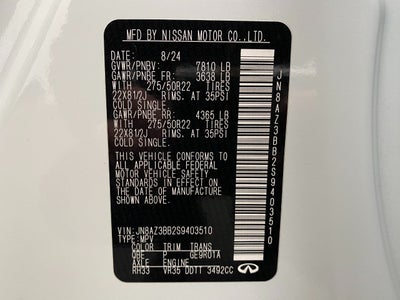 MFD BY NISSAN MOTOR CO.,LTD.
DATE: 8/24
GVWR/PNBV: 7810 LB
GAWR/PNBE FR: 3638 LB
WITH 275/50R22 TIRES
22X81/2J RIMS. AT 35PSI
COLD SINGLE.
GAWR/PNBE RR: 4365 LB
WITH 275/50R22 TIRES
22X81/2J RIMS. AT 35PSI
COLD SINGLE.
THIS VEHICLE CONFORMS TO
ALL APPLICABLE FEDERAL
MOTOR VEHICLE SAFETY
STANDARDS IN EFFECT ON
THE DATE OF MANUFACTURE
SHOWN ABOVE.
VIN:JN8AZ3BB2S9403510
TYPE:MPV
COLOR TRIM TRANS
QBE P GE9R01A
AXLE ENGINE
RH33 VR35 DDTT 3492CC
JN8AZ3BB2S9403510